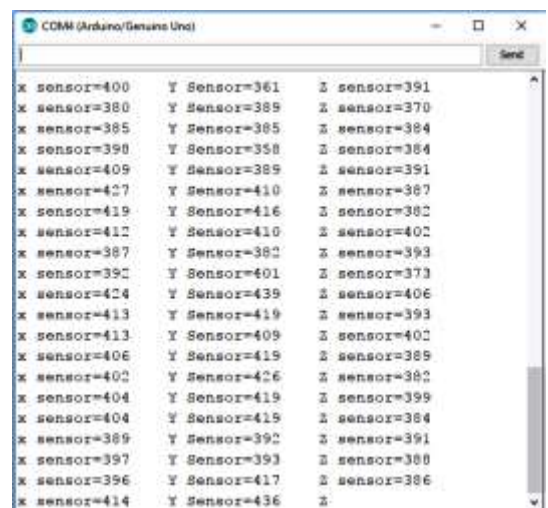 COM4 (Arduino/Genuino Uno)
Send
x sensor=400 Y Sensor=361 Z sensor=391
x sensor=380 Y Sensor=389 Z sensor=370
x sensor=385 Y Sensor=385 Z sensor=384
x sensor=398 Y Sensor=358 Z sensor=384
x sensor=409 Y Sensor=389 Z sensor=391
x sensor=427 Y Sensor=410 Z sensor=387
x sensor=419 Y Sensor=416 Z sensor=382
x sensor=412 Y Sensor=410 Z sensor=402
x sensor=387 Y Sensor=382 Z sensor=393
x sensor=392 Y Sensor=401 Z sensor=373
x sensor=424 Y Sensor=439 Z sensor=406
x sensor=413 Y Sensor=419 Z sensor=393
x sensor=413 Y Sensor=409 Z sensor=402
x sensor=406 Y Sensor=419 Z sensor=389
x sensor=402 Y Sensor=426 Z sensor=382
x sensor=404 Y Sensor=419 Z sensor=399
x sensor=404 Y Sensor=419 Z sensor=384
x sensor=389 Y Sensor=392 Z sensor=391
x sensor=397 Y Sensor=393 Z sensor=388
x sensor=396 Y Sensor=417 Z sensor=386
x sensor=414 Y Sensor=436 Z